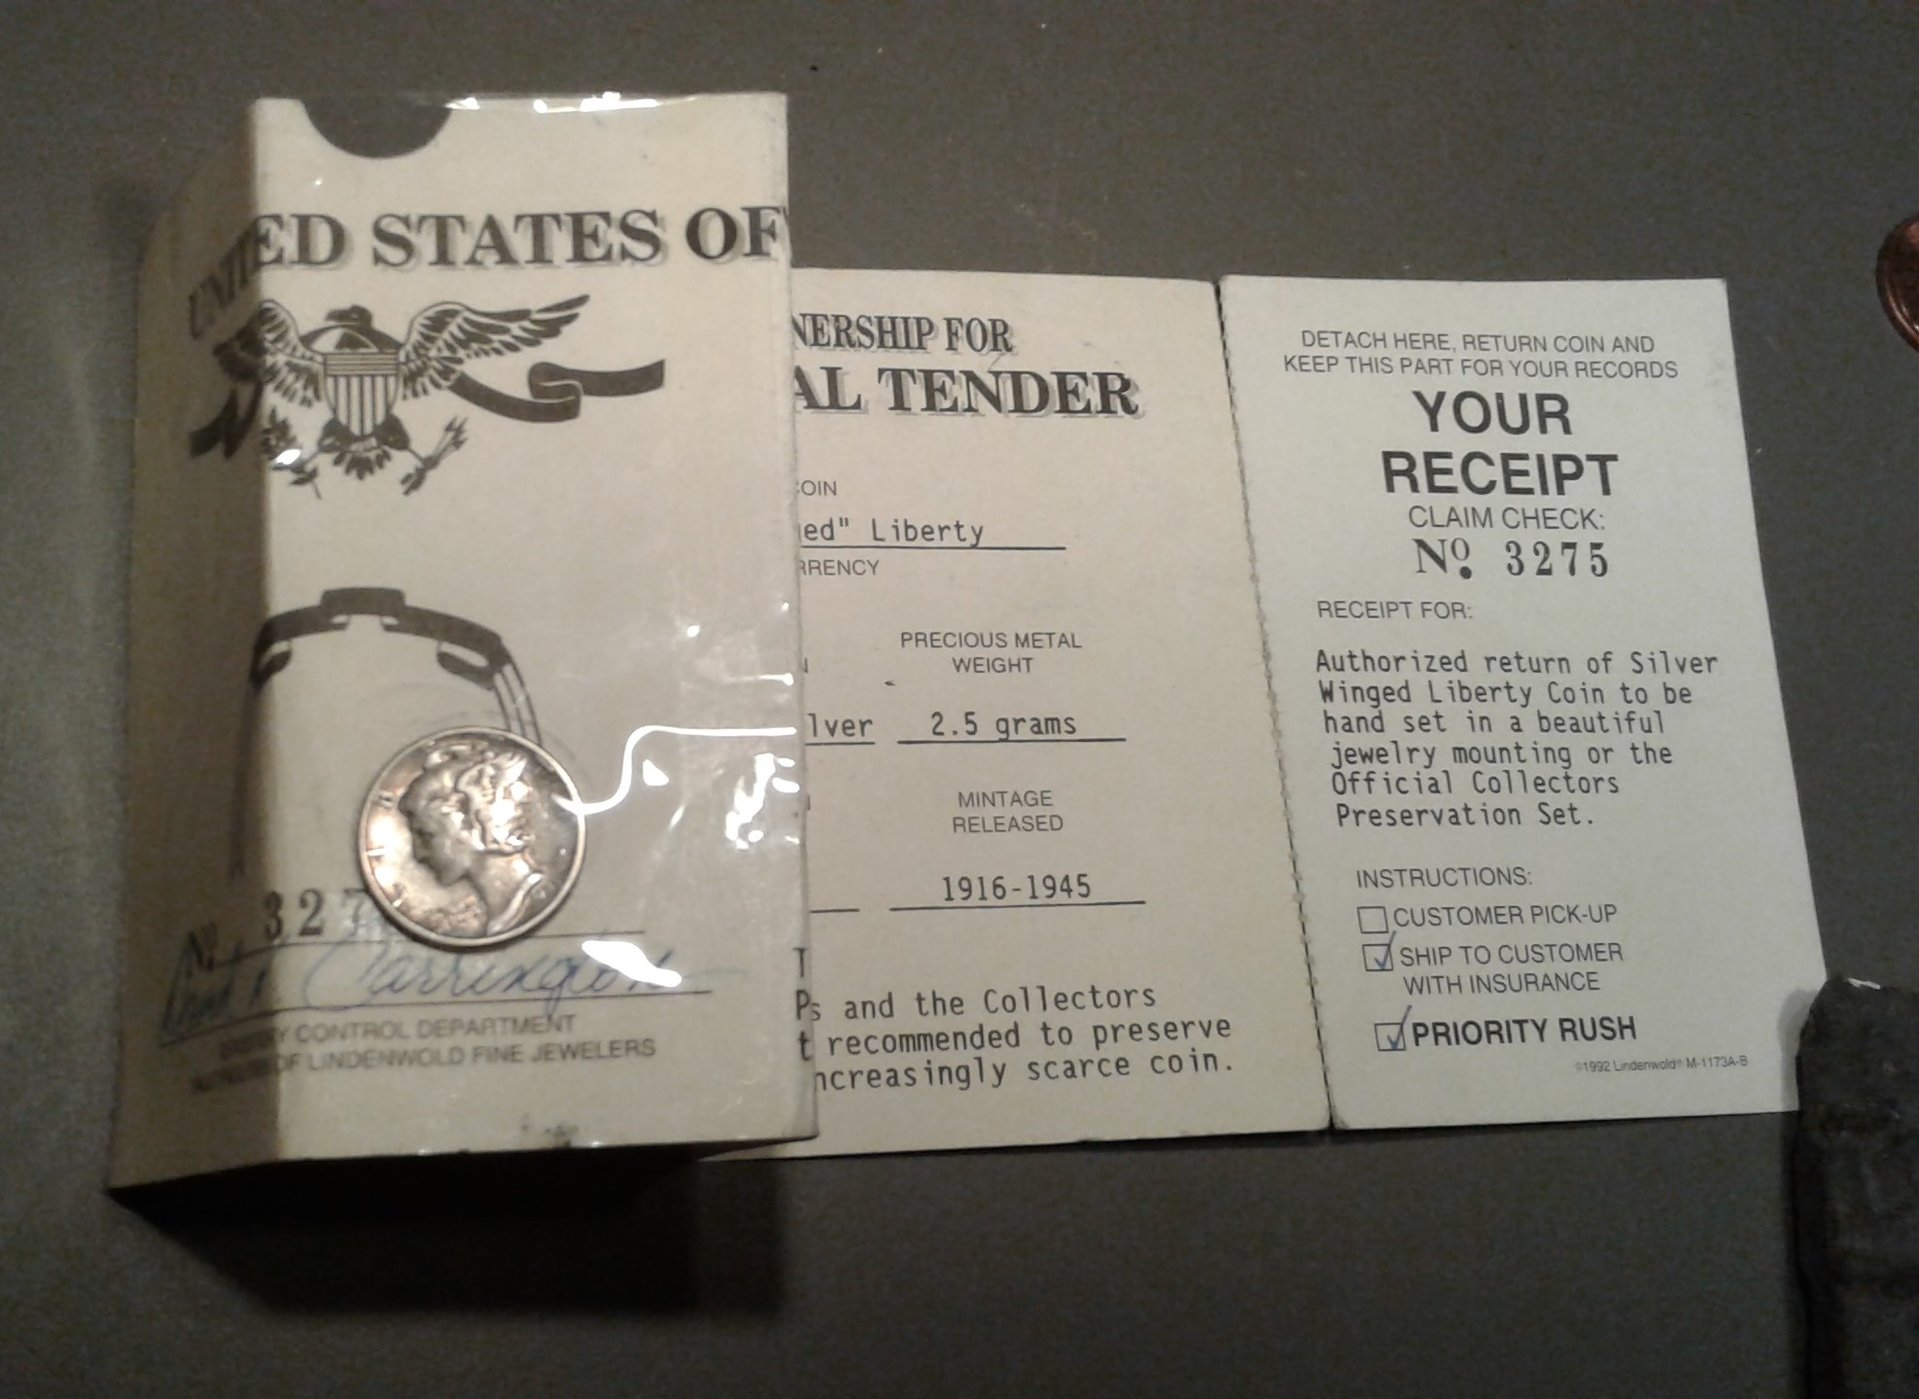 UNITED STATES OF
No. 327
Carrington
CONTROL DEPARTMENT
OF LINDENWOLD FINE JEWELERS
NERSHIP FOR
AL TENDER
COIN
ed" Liberty
RRENCY
PRECIOUS METAL
WEIGHT
lver 2.5 grams
MINTAGE
RELEASED
1916-1945
T
Ps and the Collectors
t recommended to preserve
ncreasingly scarce coin.
DETACH HERE, RETURN COIN AND
KEEP THIS PART FOR YOUR RECORDS
YOUR
RECEIPT
CLAIM CHECK:
No. 3275
RECEIPT FOR:
Authorized return of Silver
Winged Liberty Coin to be
hand set in a beautiful
jewelry mounting or the
Official Collectors
Preservation Set.
INSTRUCTIONS:
CUSTOMER PICK-UP
SHIP TO CUSTOMER
WITH INSURANCE
PRIORITY RUSH
©1992 Lindenwold® M-1173A-B